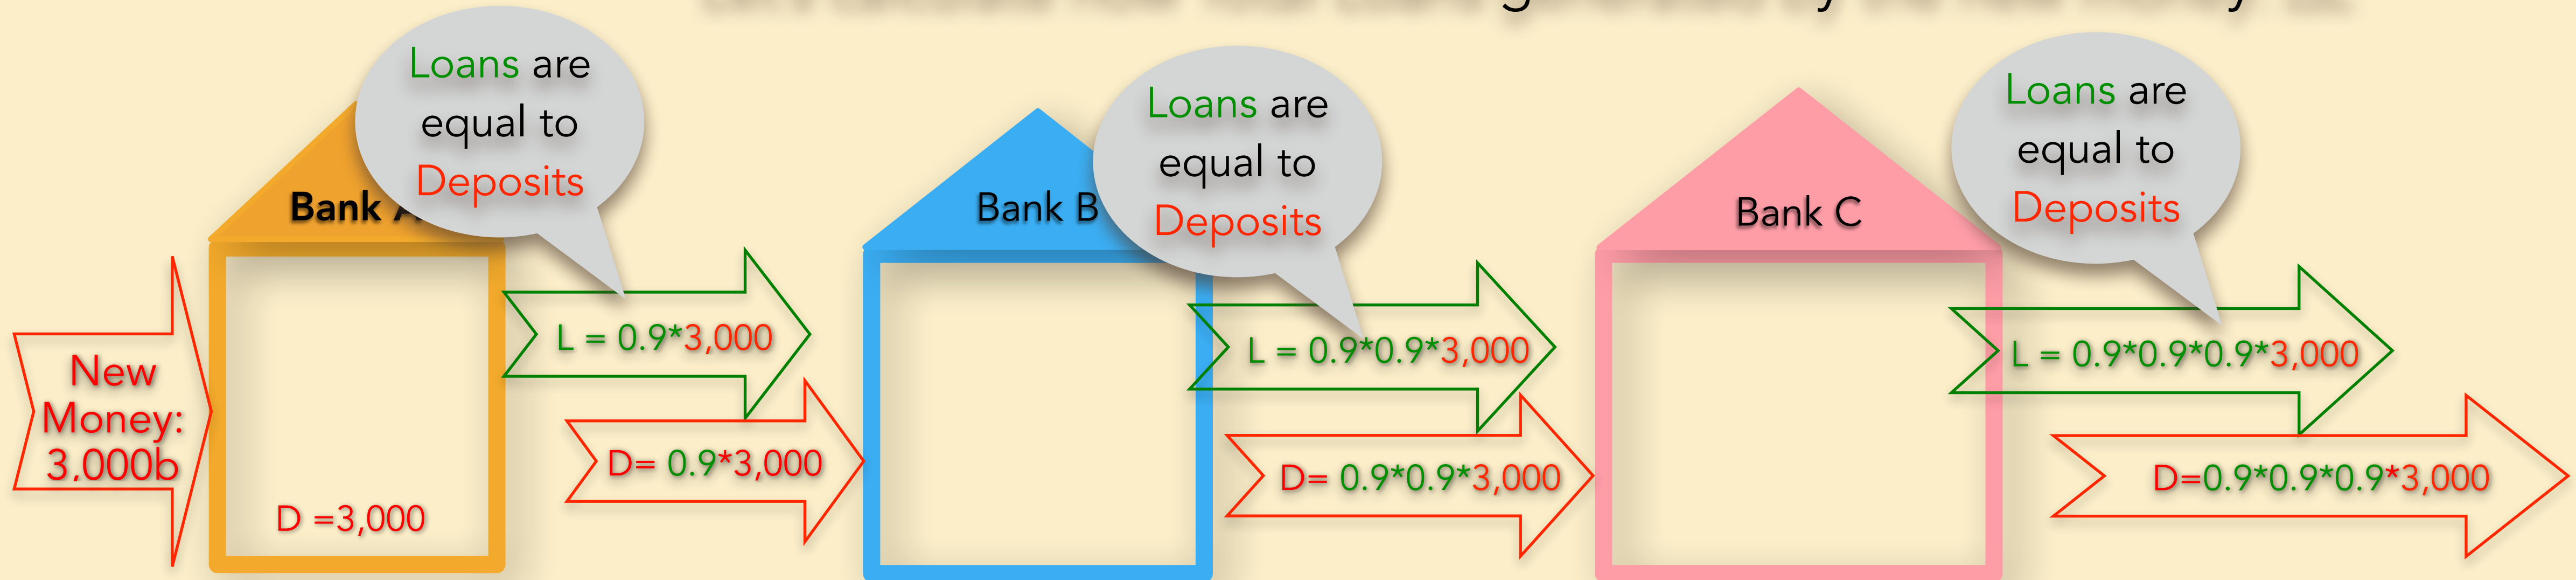 Loans are
equal to
Deposits
Bank
Loans are
equal to
Deposits
Bank B
Loans are
equal to
Deposits
Bank C
New
Money:
3,000b
D =3,000
L = 0.9*3,000
D= 0.9*3,000
L = 0.9*0.9*3,000
D= 0.9*0.9*3,000
L = 0.9*0.9*0.9*3,000
D=0.9*0.9*0.9*3,000